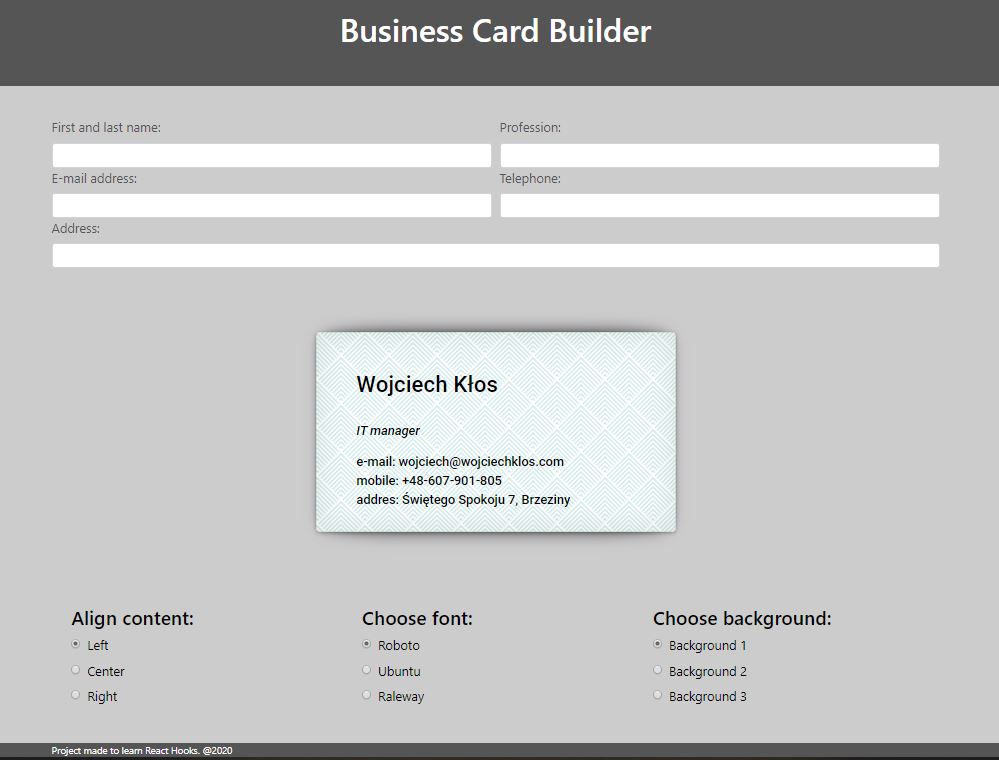 Business Card Builder
First and last name:
Profession:
E-mail address:
Telephone:
Address:
Wojciech Kłos
IT manager
e-mail: wojciech@wojciechklos.com
mobile: +48-607-901-805
addres: Świętego Spokoju 7, Brzeziny
Align content:
Left
Center
Right
Choose font:
Roboto
Ubuntu
Raleway
Choose background:
Background 1
Background 2
Background 3
Project made to learn React Hooks. @2020